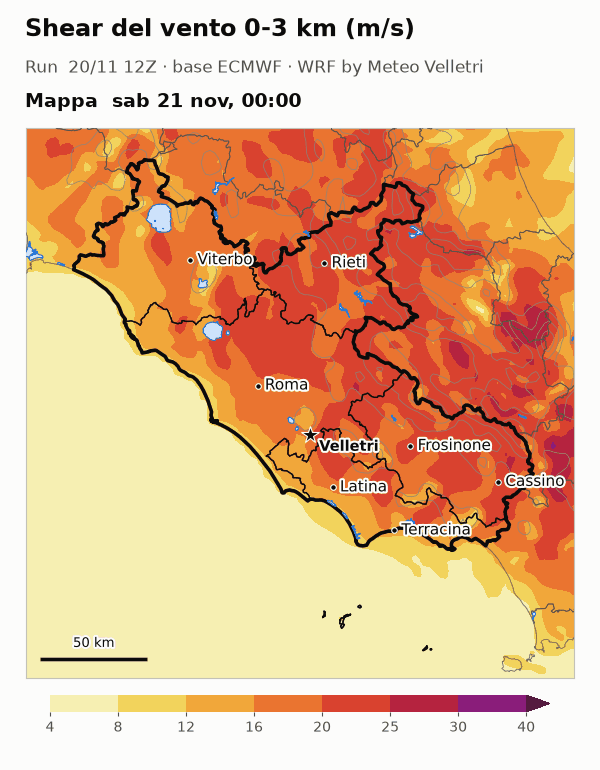 Shear del vento 0-3 km (m/s)
Run 20/11 12Z · base ECMWF · WRF by Meteo Velletri
Mappa sab 21 nov, 00:00
Viterbo
Rieti
Roma
Velletri
Frosinone
Latina
Cassino
Terracina
50 km
4 8 12 16 20 25 30 40